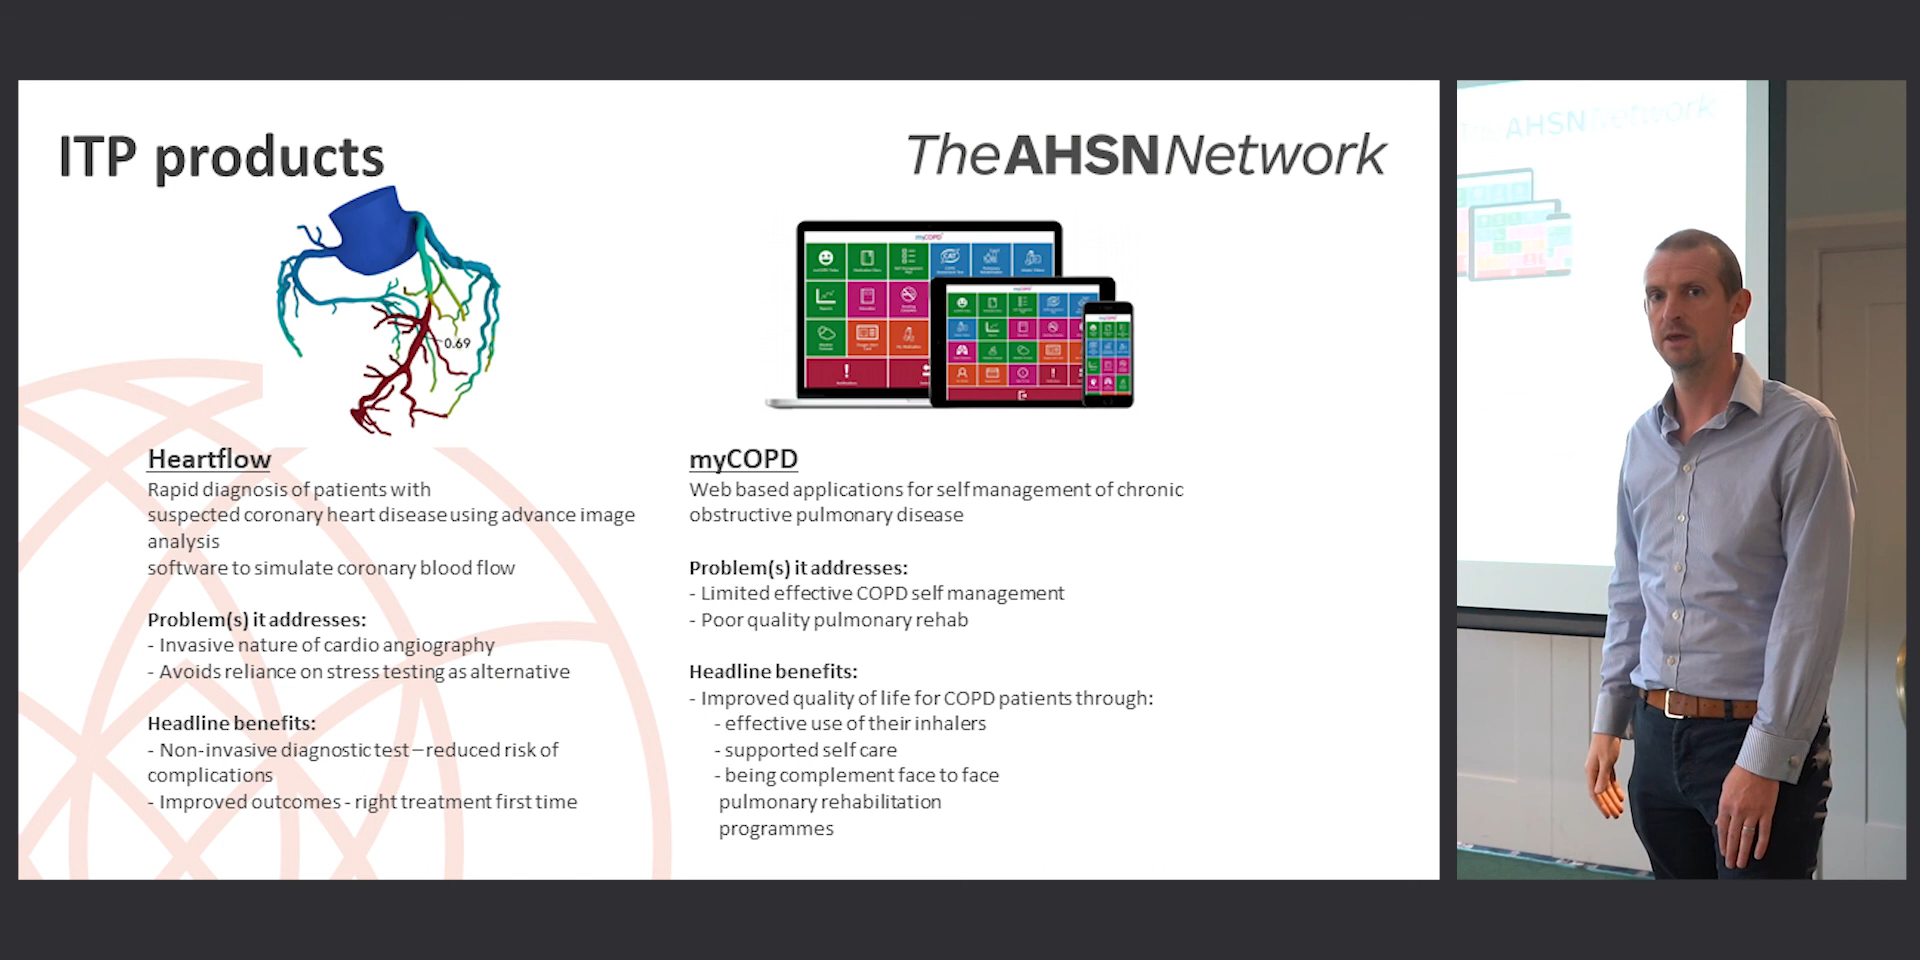 ITP products
TheAHSNNetwork
0.69
myCOPD
CAT
Heartflow
Rapid diagnosis of patients with
suspected coronary heart disease using advance image
analysis
software to simulate coronary blood flow
Problem(s) it addresses:
- Invasive nature of cardio angiography
- Avoids reliance on stress testing as alternative
Headline benefits:
- Non-invasive diagnostic test – reduced risk of
complications
- Improved outcomes - right treatment first time
myCOPD
Web based applications for self management of chronic
obstructive pulmonary disease
Problem(s) it addresses:
- Limited effective COPD self management
- Poor quality pulmonary rehab
Headline benefits:
- Improved quality of life for COPD patients through:
- effective use of their inhalers
- supported self care
- being complement face to face
pulmonary rehabilitation
programmes
The AHSN Network